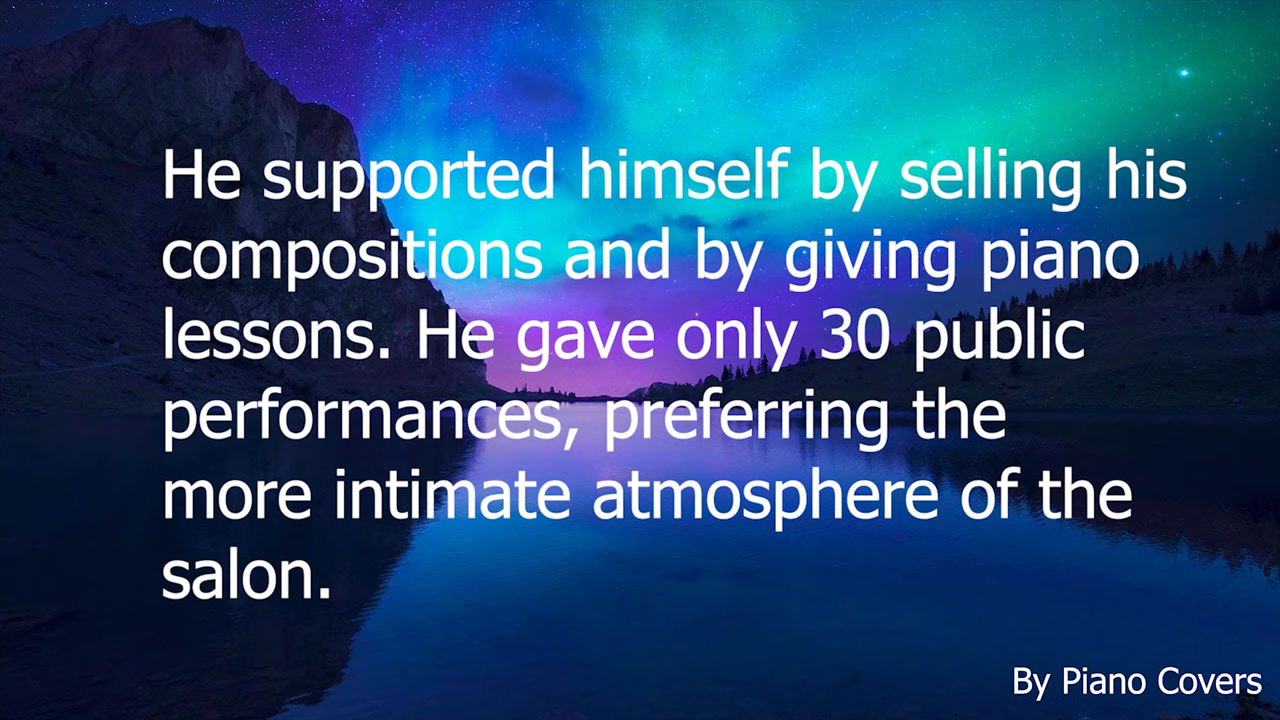 He supported himself by selling his
compositions and by giving piano
lessons. He gave only 30 public
performances, preferring the
more intimate atmosphere of the
salon.
By Piano Covers